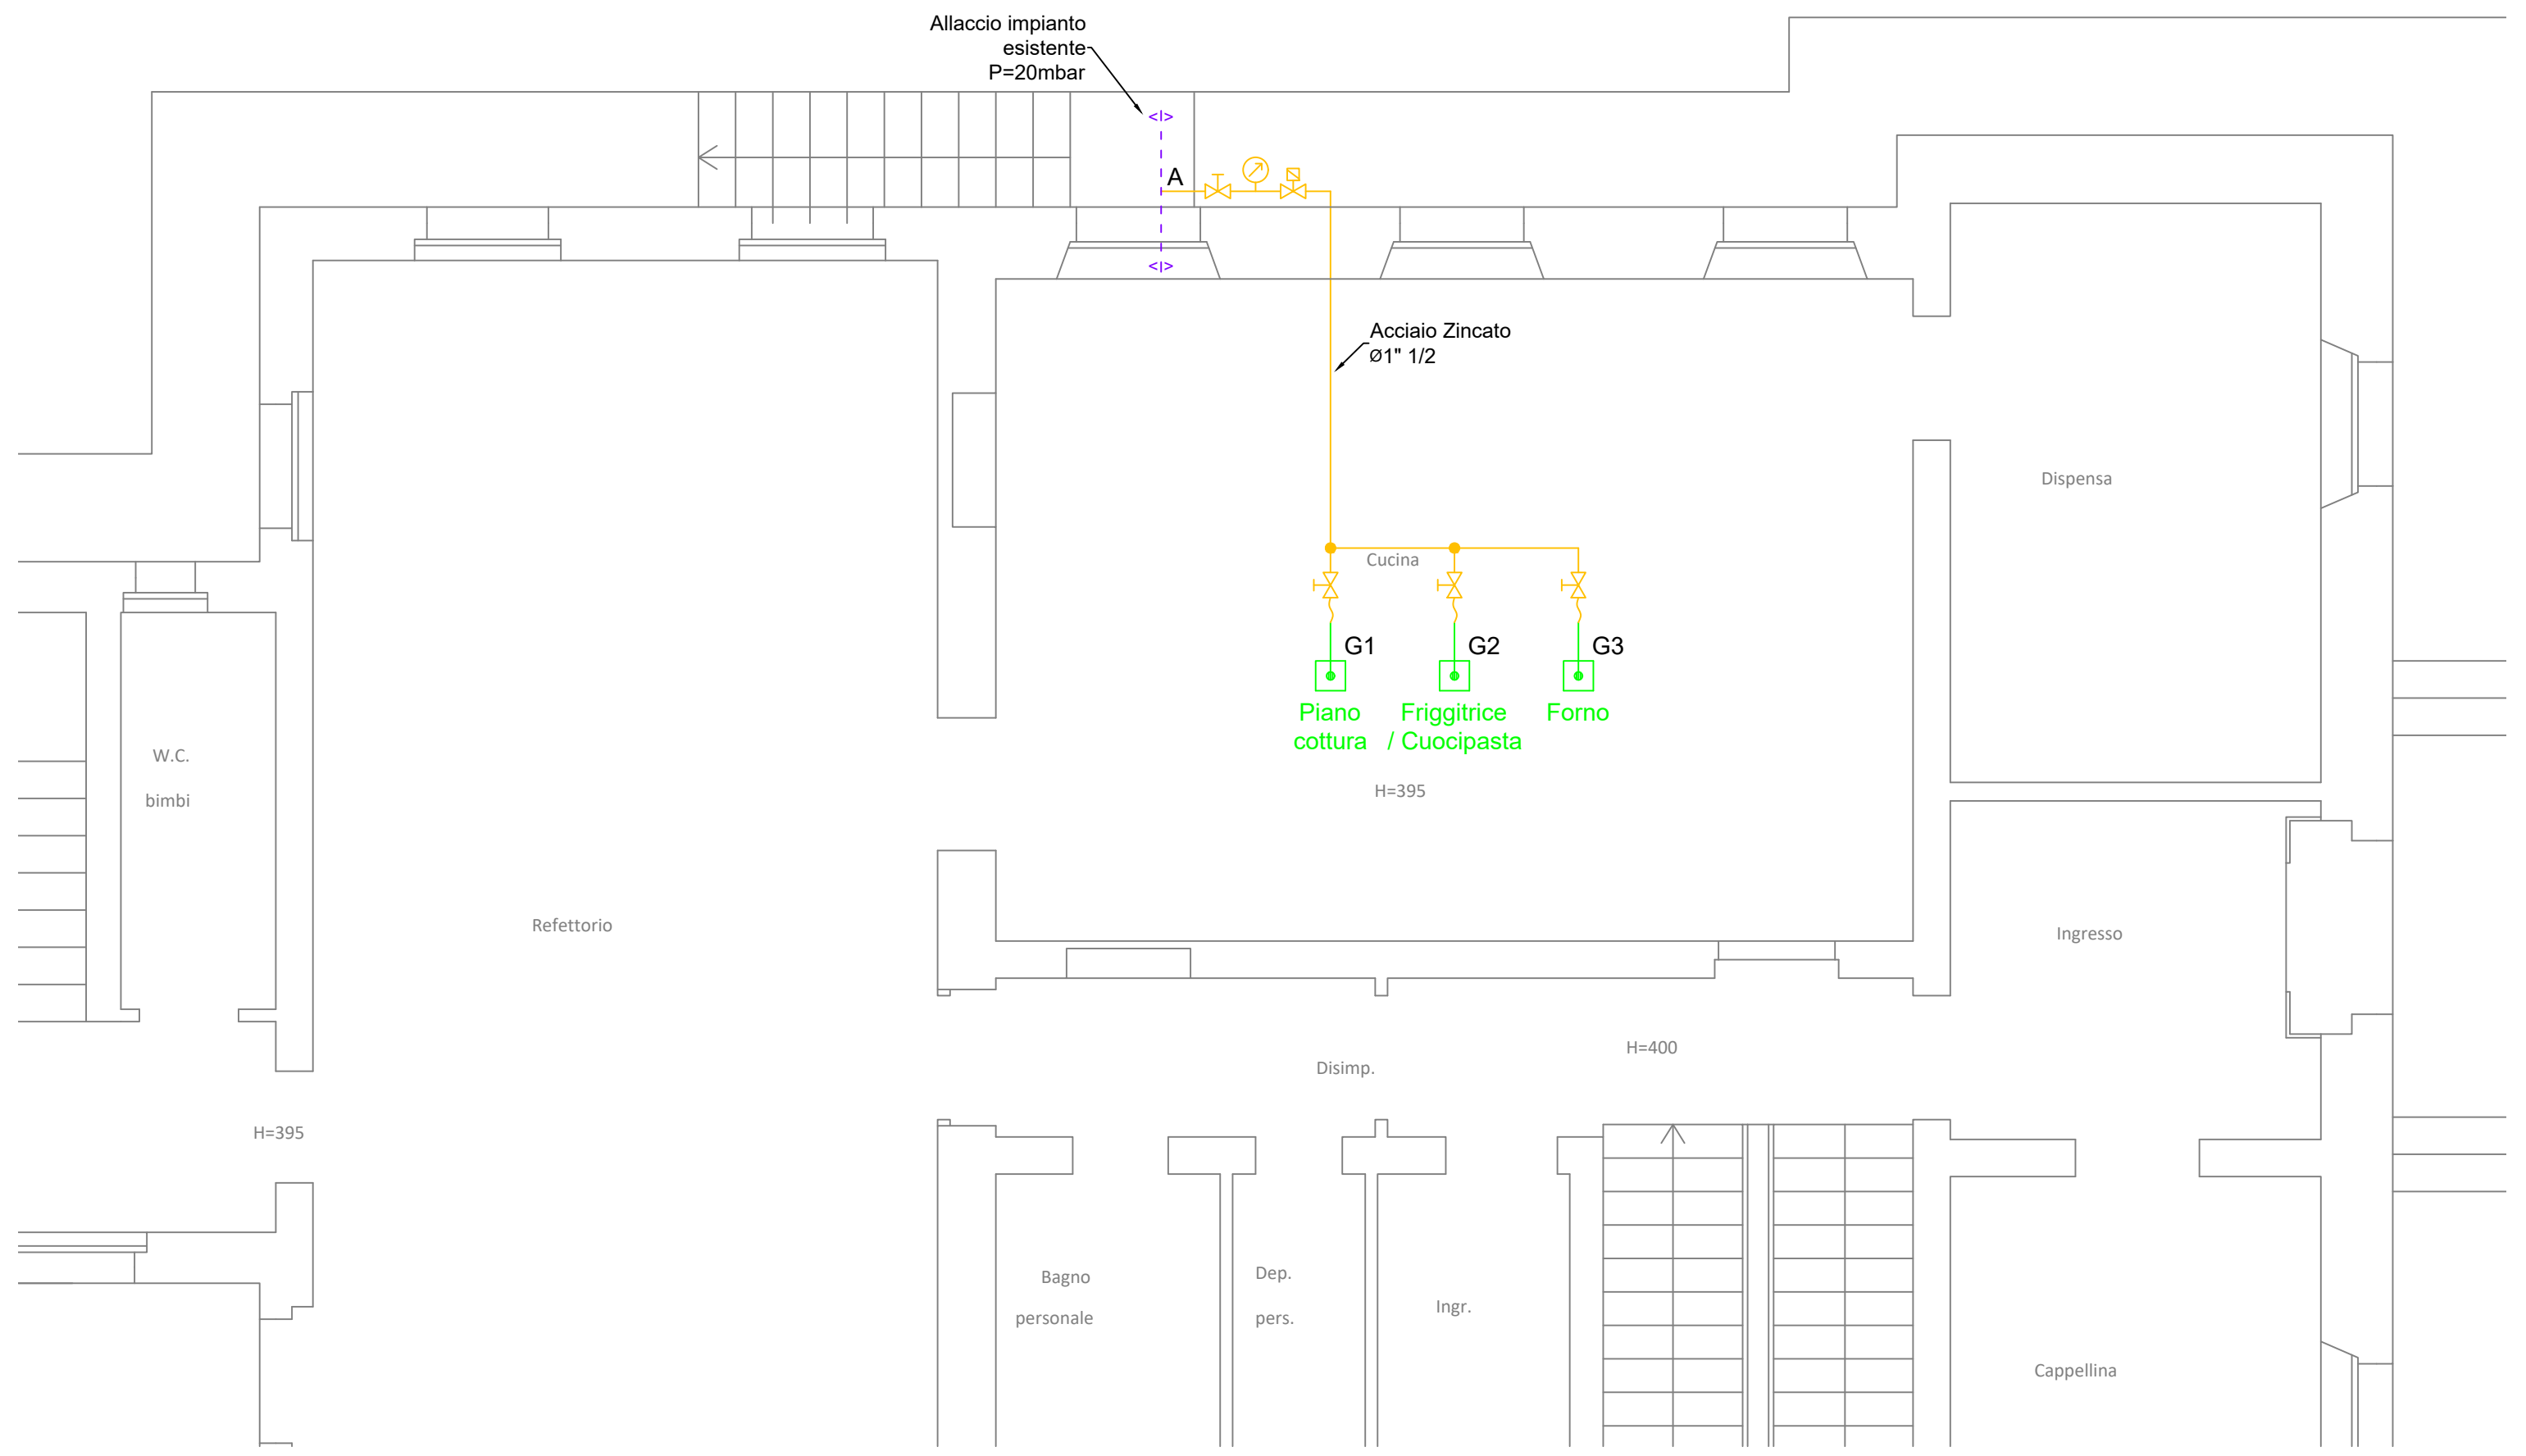 Allaccio impianto
esistente
P=20mbar
<|>
A
<|>
Acciaio Zincato
Ø1" 1/2
Dispensa
Cucina
G1
G2
G3
Piano
cottura
Friggitrice
/ Cuocipasta
Forno
W.C.
bimbi
H=395
Refettorio
Ingresso
H=400
Disimp.
H=395
Bagno
personale
Dep.
pers.
Ingr.
Cappellina